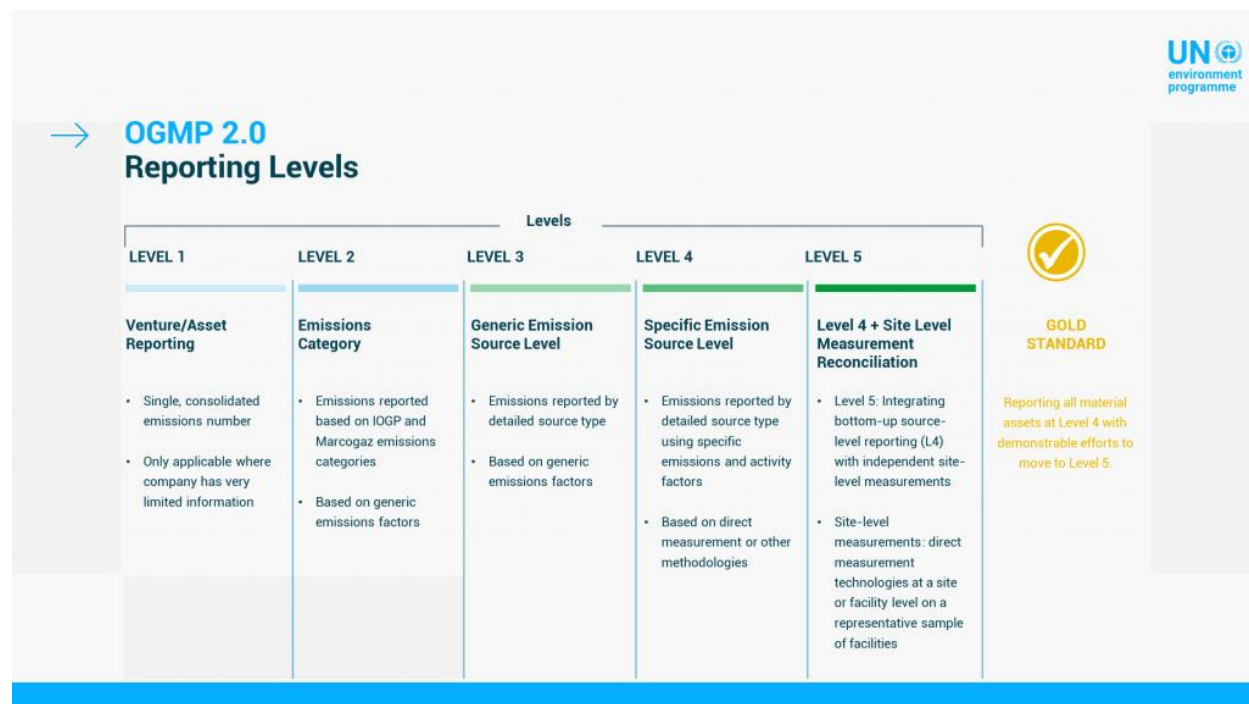 UN
environment
programme
OGMP 2.0
Reporting Levels
Levels
LEVEL 1
Venture/Asset
Reporting
• Single, consolidated
emissions number
• Only applicable where
company has very
limited information
LEVEL 2
Emissions
Category
• Emissions reported
based on IOGP and
Marcogaz emissions
categories
• Based on generic
emissions factors
LEVEL 3
Generic Emission
Source Level
• Emissions reported by
detailed source type
• Based on generic
emissions factors
LEVEL 4
Specific Emission
Source Level
• Emissions reported by
detailed source type
using specific
emissions and activity
factors
• Based on direct
measurement or other
methodologies
LEVEL 5
Level 4 + Site Level
Measurement
Reconciliation
• Level 5: Integrating
bottom-up source-
level reporting (L4)
with independent site-
level measurements
• Site-level
measurements: direct
measurement
technologies at a site
or facility level on a
representative sample
of facilities
GOLD
STANDARD
Reporting all material
assets at Level 4 with
demonstrable efforts to
move to Level 5.